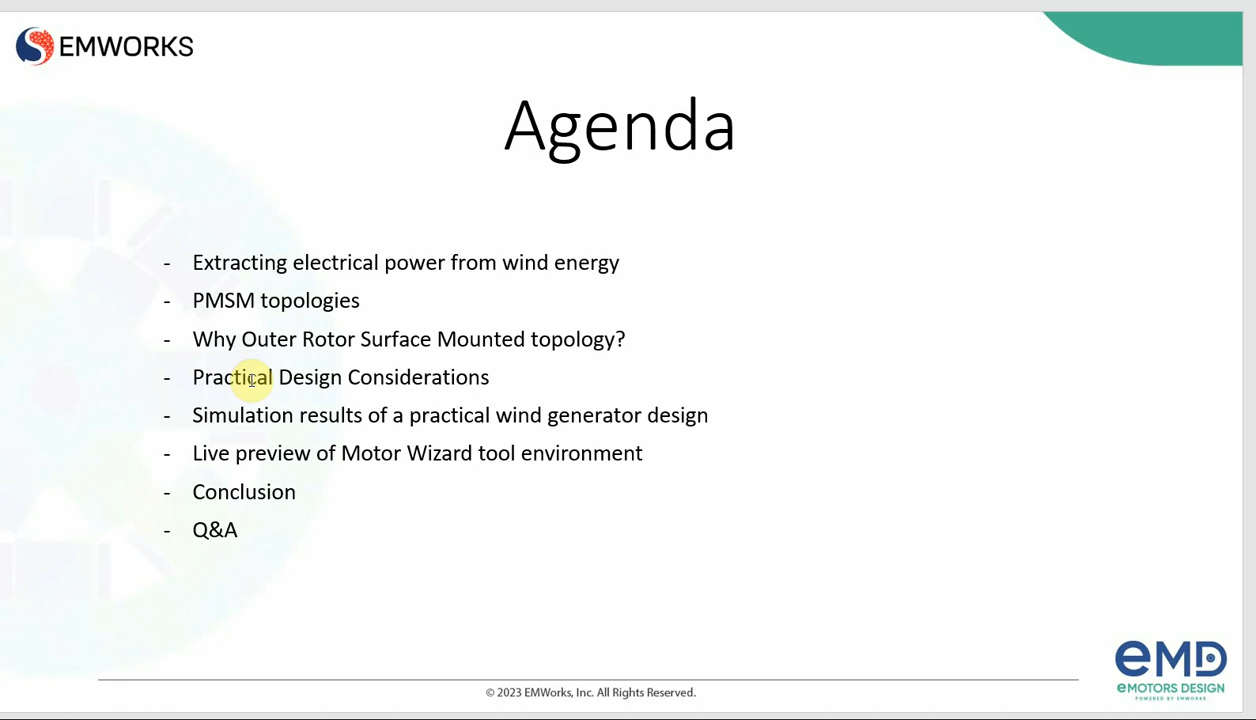 EMWORKS
Agenda
- Extracting electrical power from wind energy
- PMSM topologies
- Why Outer Rotor Surface Mounted topology?
- Practical Design Considerations
- Simulation results of a practical wind generator design
- Live preview of Motor Wizard tool environment
- Conclusion
- Q&A
© 2023 EMWorks, Inc. All Rights Reserved.
eMD
eMOTORS DESIGN
POWERED BY EMWORKS